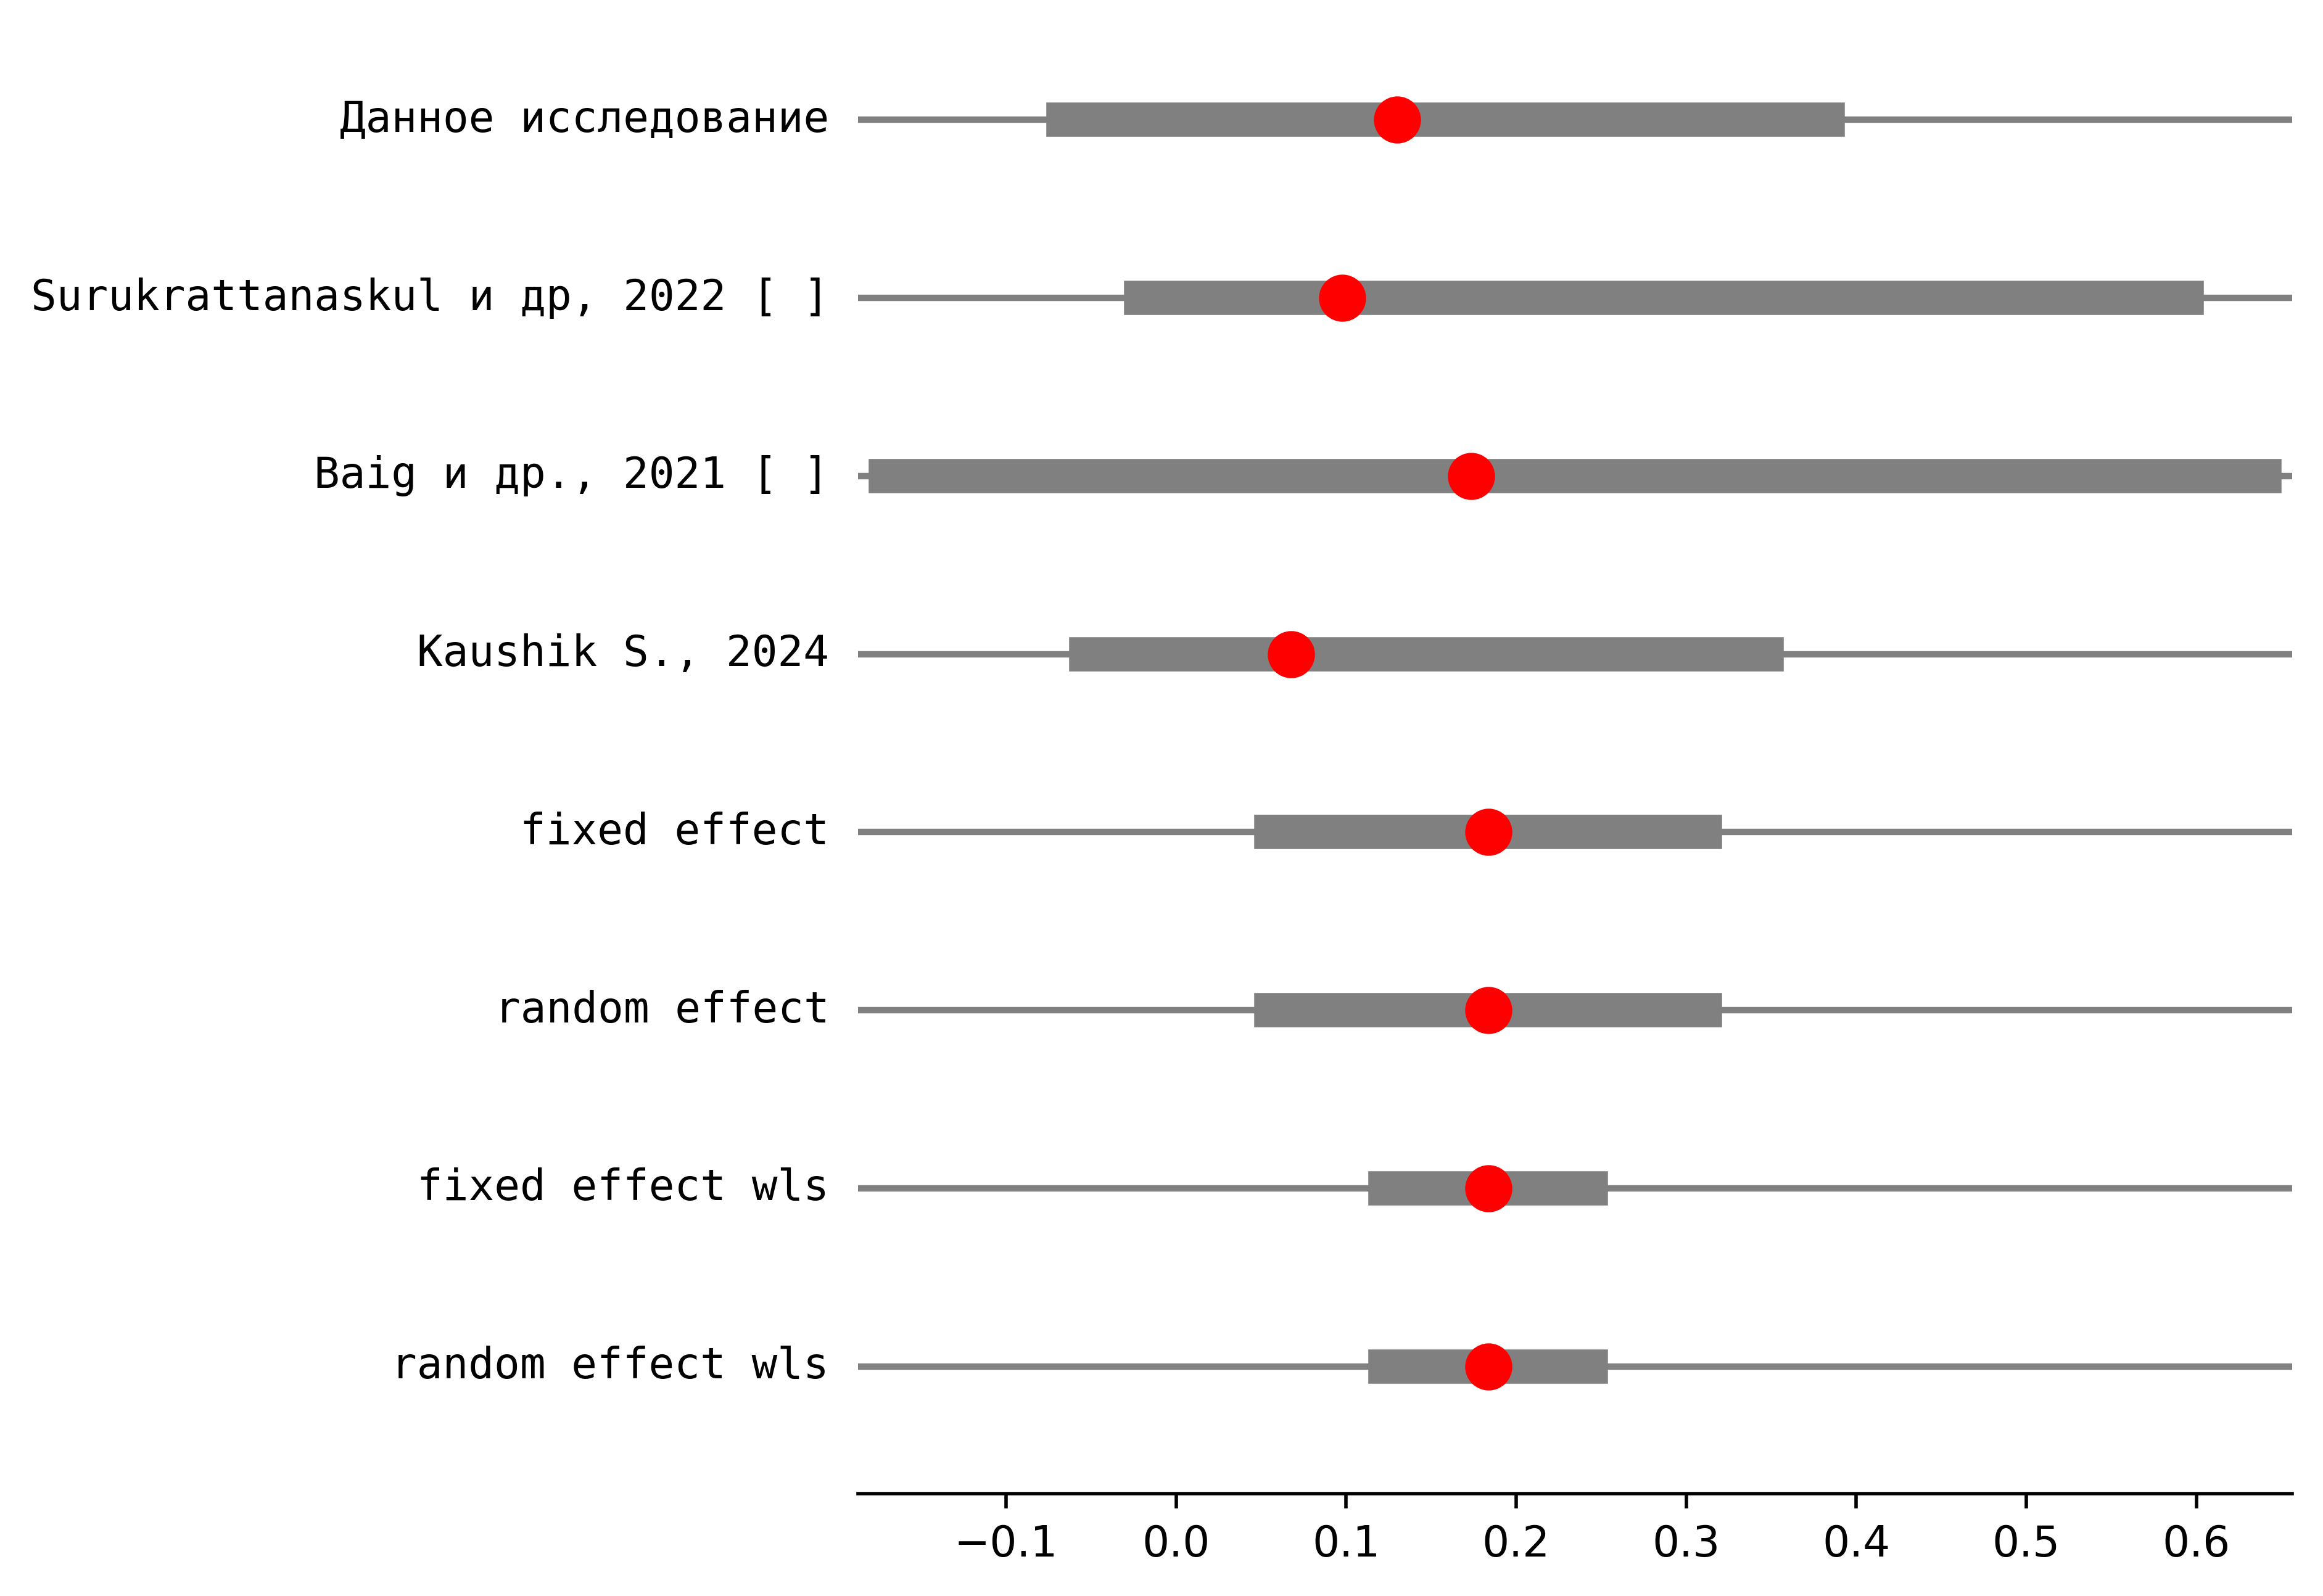 Данное исследование
Surukrattanaskul и др, 2022 [ ]
Baig и др., 2021 [ ]
Kaushik S., 2024
fixed effect
random effect
fixed effect wls
random effect wls
−0.1 0.0 0.1 0.2 0.3 0.4 0.5 0.6